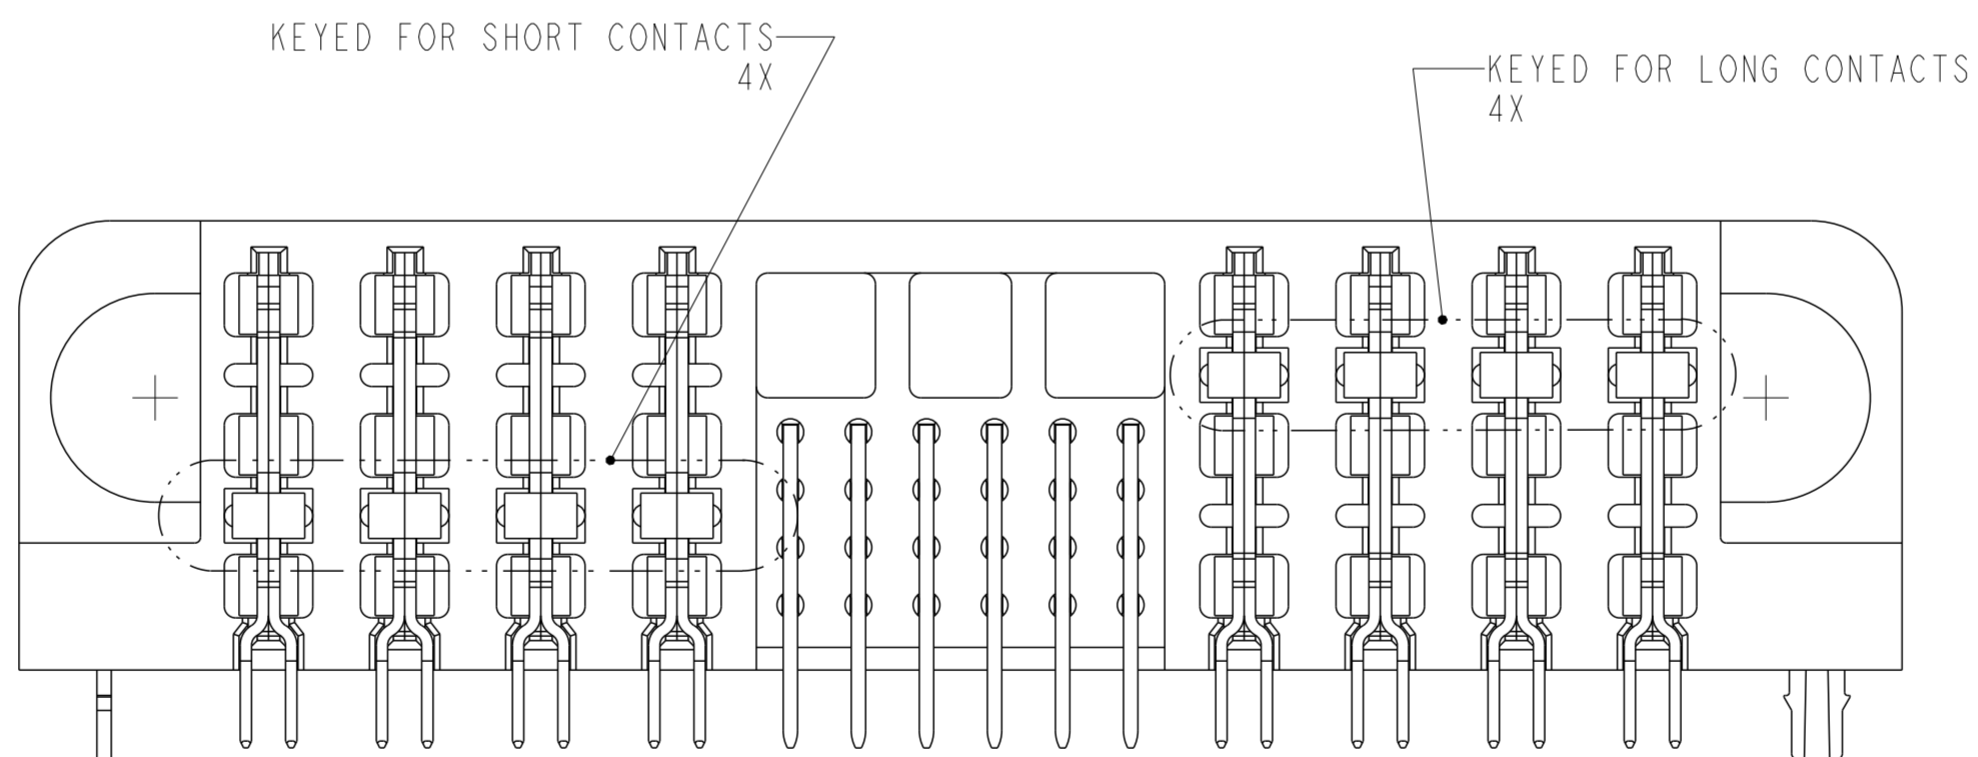 KEYED FOR SHORT CONTACTS
4X
KEYED FOR LONG CONTACTS
4X